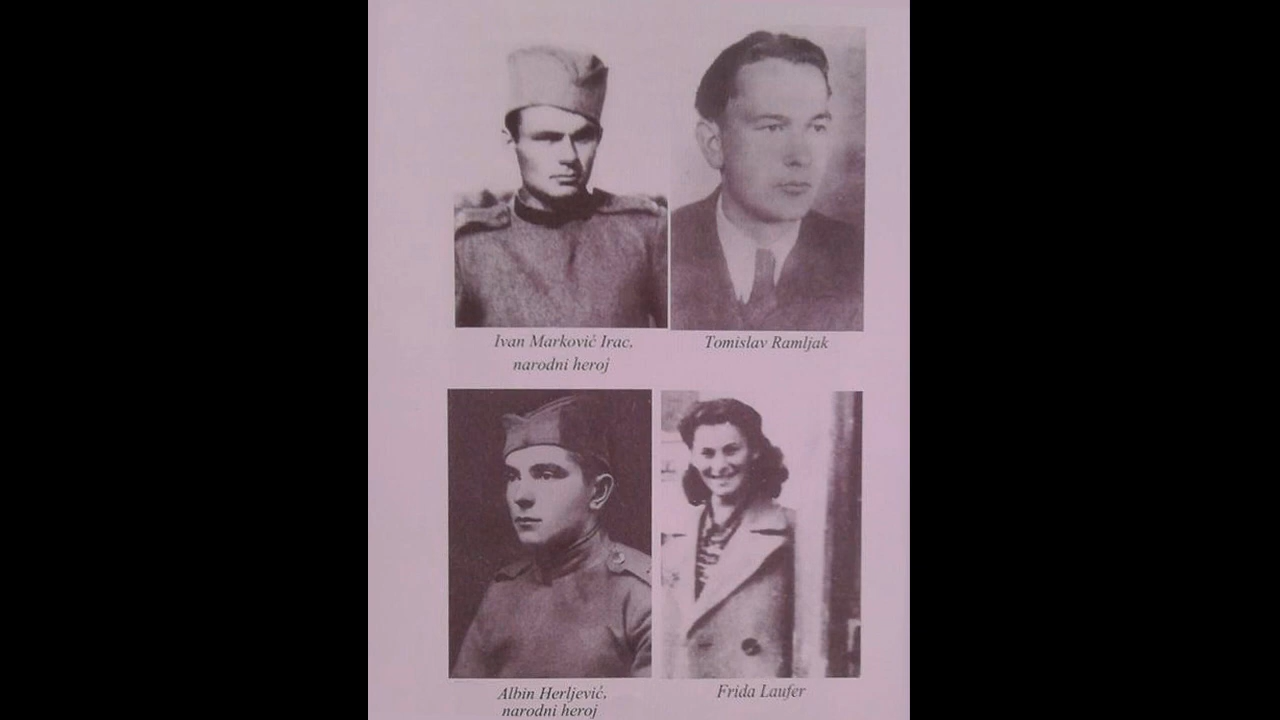 Ivan Marković Irac,
narodni heroj
Tomislav Ramljak
Albin Herljević,
narodni heroj
Frida Laufer